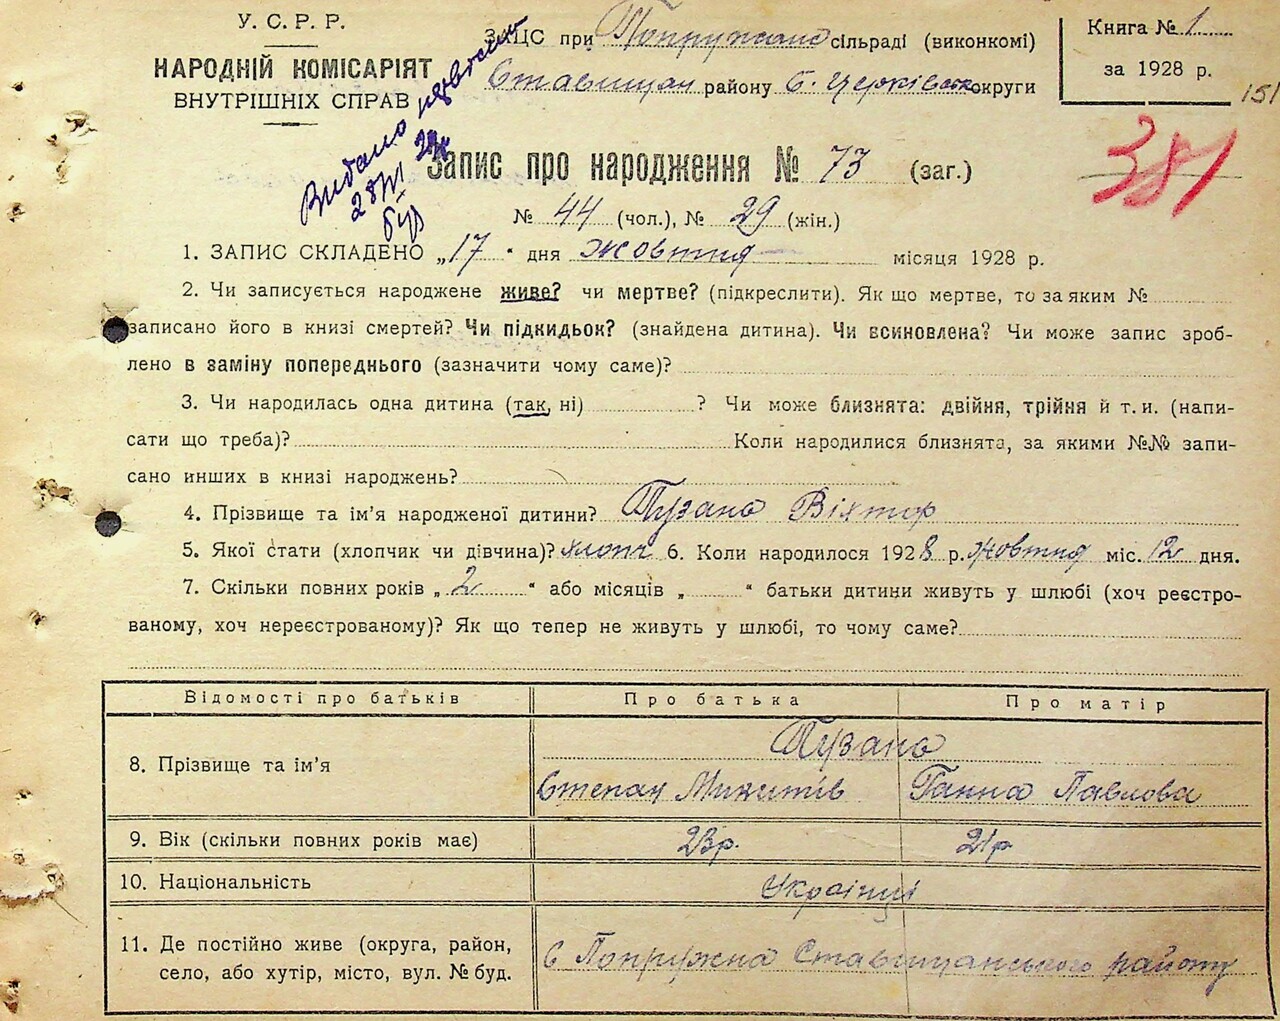 У. С. Р. Р.
НАРОДНІЙ КОМІСАРІЯТ
ВНУТРІШНІХ СПРАВ
ЗАЦС при Попружанс сільраді (виконкомі)
Ставищан району Б. Церківськ округи
Книга № 1
за 1928 р.
151
Видано
28/VI
381
Запис про народження № 73 (заг.)
№ 44 (чол.), № 29 (жін.)
1. ЗАПИС СКЛАДЕНО „17“ дня жовтня місяця 1928 р.
2. Чи записується народжене живе? чи мертве? (підкреслити). Як що мертве, то за яким №
записано його в книзі смертей? Чи підкидьок? (знайдена дитина). Чи всиновлена? Чи може запис зроб-
лено в заміну попереднього (зазначити чому саме)?
3. Чи народилась одна дитина (так, ні) ? Чи може близнята: двійня, трійня й т. и. (напи-
сати що треба)? Коли народилися близнята, за якими №№ запи-
сано инших в книзі народжень?
4. Прізвище та ім'я народженої дитини? Пузано Віктор
5. Якої стати (хлопчик чи дівчина)? хлопч 6. Коли народилося 1928 р. жовтня міс. 12 дня.
7. Скільки повних років „2“ або місяців „ “ батьки дитини живуть у шлюбі (хоч реєстро-
ваному, хоч нереєстрованому)? Як що тепер не живуть у шлюбі, то чому саме?
Відомості про батьків Про батька Про матір
8. Прізвище та ім'я Пузано
Степан Микитів Ганна Павлова
9. Вік (скільки повних років має) 23р. 21р
10. Національність Українці
11. Де постійно живе (округа, район,
село, або хутір, місто, вул. № буд.
с Попружна Ставищанського району